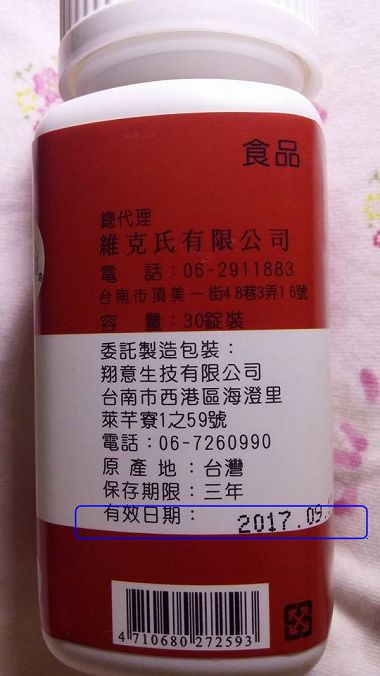 食品
總代理
維克氏有限公司
電　話:06-2911883
台南市頂美一街48巷3弄16號
容　量:30錠裝
委託製造包裝:
翔意生技有限公司
台南市西港區海澄里
萊芊寮1之59號
電話:06-7260990
原產地:台灣
保存期限:三年
有效日期: 2017.09.
4 710680 272593